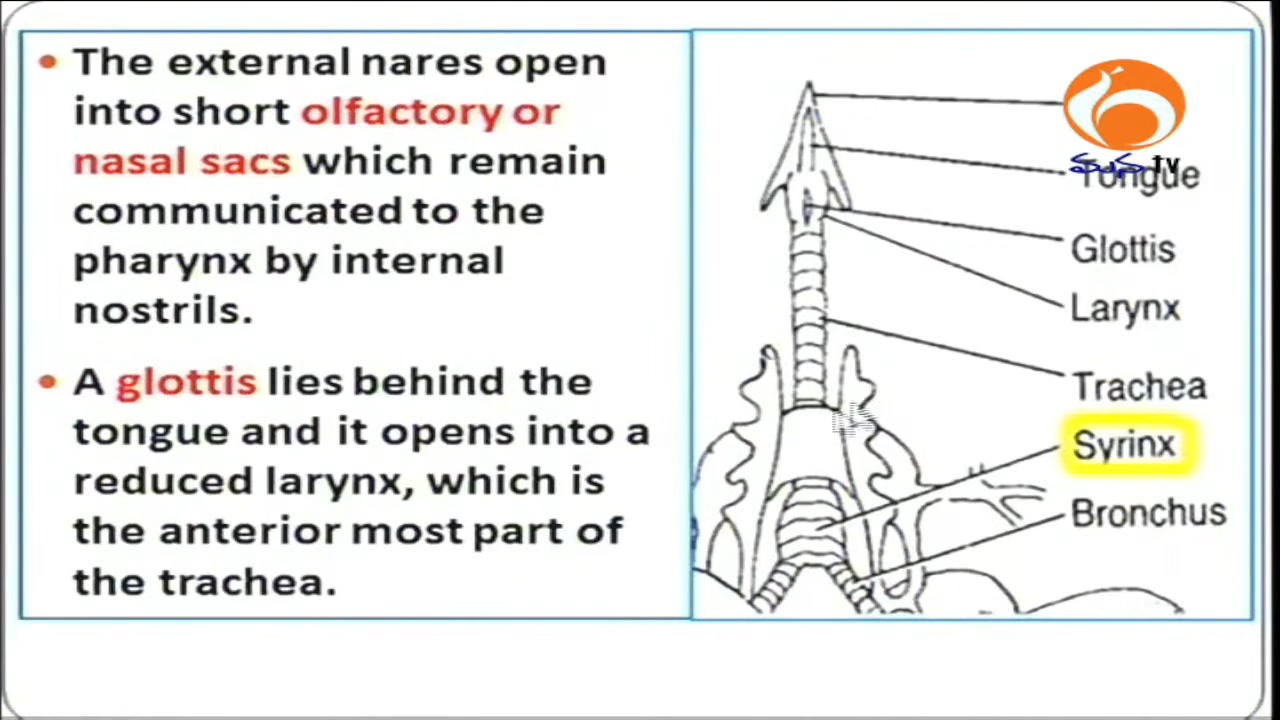 The external nares open
into short olfactory or
nasal sacs which remain
communicated to the
pharynx by internal
nostrils.
A glottis lies behind the
tongue and it opens into a
reduced larynx, which is
the anterior most part of
the trachea.
tv
Tongue
Glottis
Larynx
Trachea
Syrinx
Bronchus